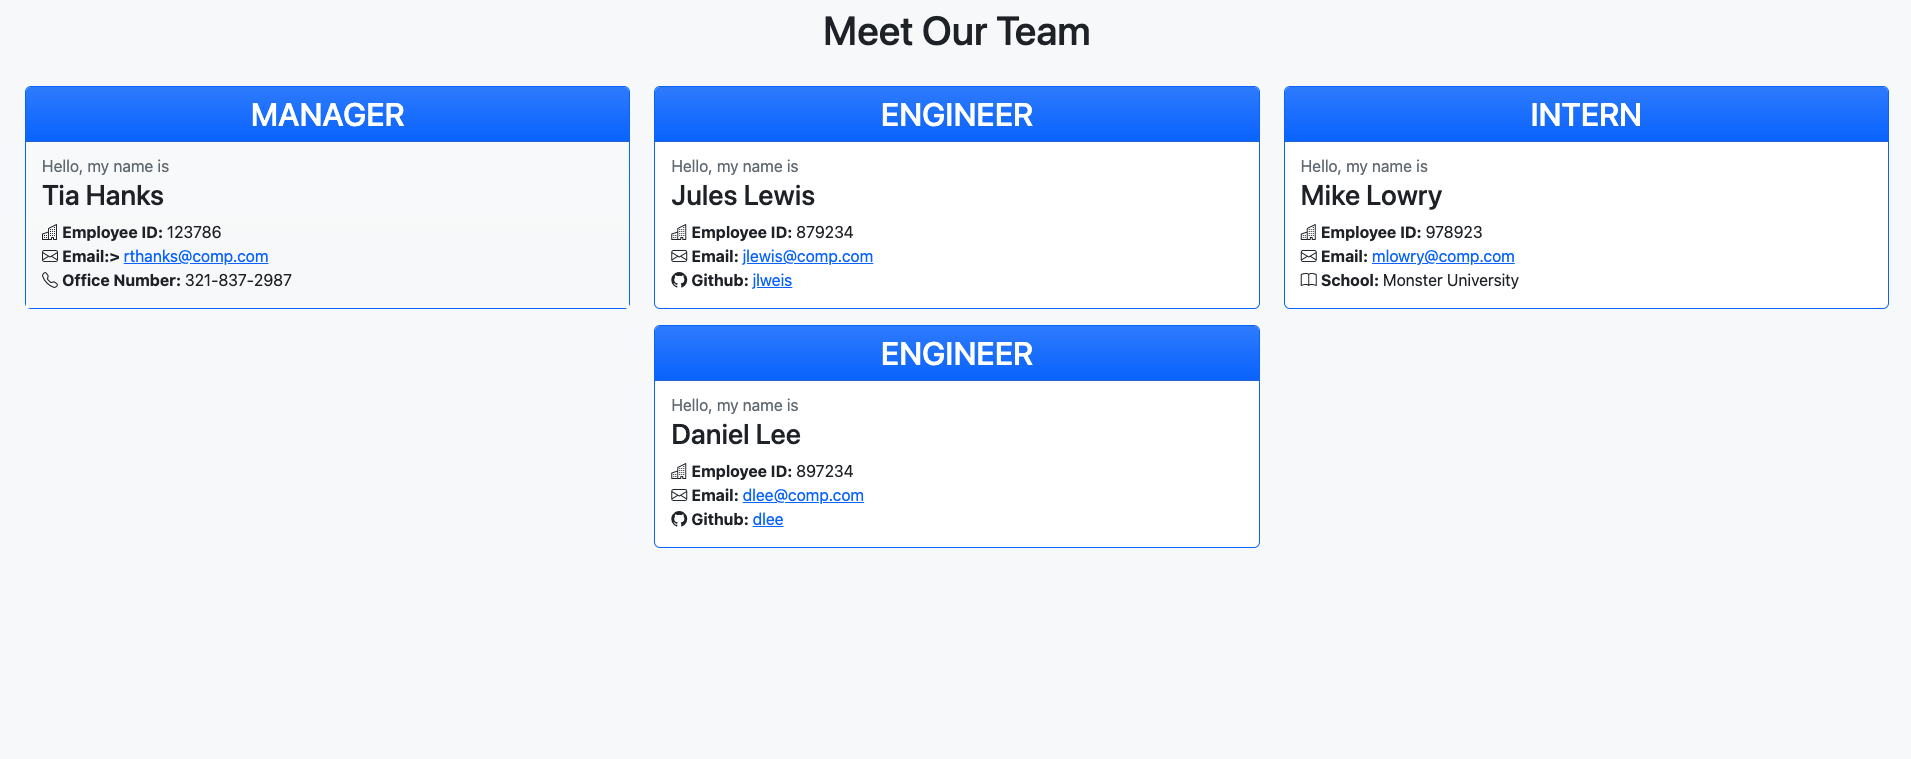 Meet Our Team
MANAGER
Hello, my name is
Tia Hanks
Employee ID: 123786
Email:> rthanks@comp.com
Office Number: 321-837-2987
ENGINEER
Hello, my name is
Jules Lewis
Employee ID: 879234
Email: jlewis@comp.com
Github: jlweis
INTERN
Hello, my name is
Mike Lowry
Employee ID: 978923
Email: mlowry@comp.com
School: Monster University
ENGINEER
Hello, my name is
Daniel Lee
Employee ID: 897234
Email: dlee@comp.com
Github: dlee